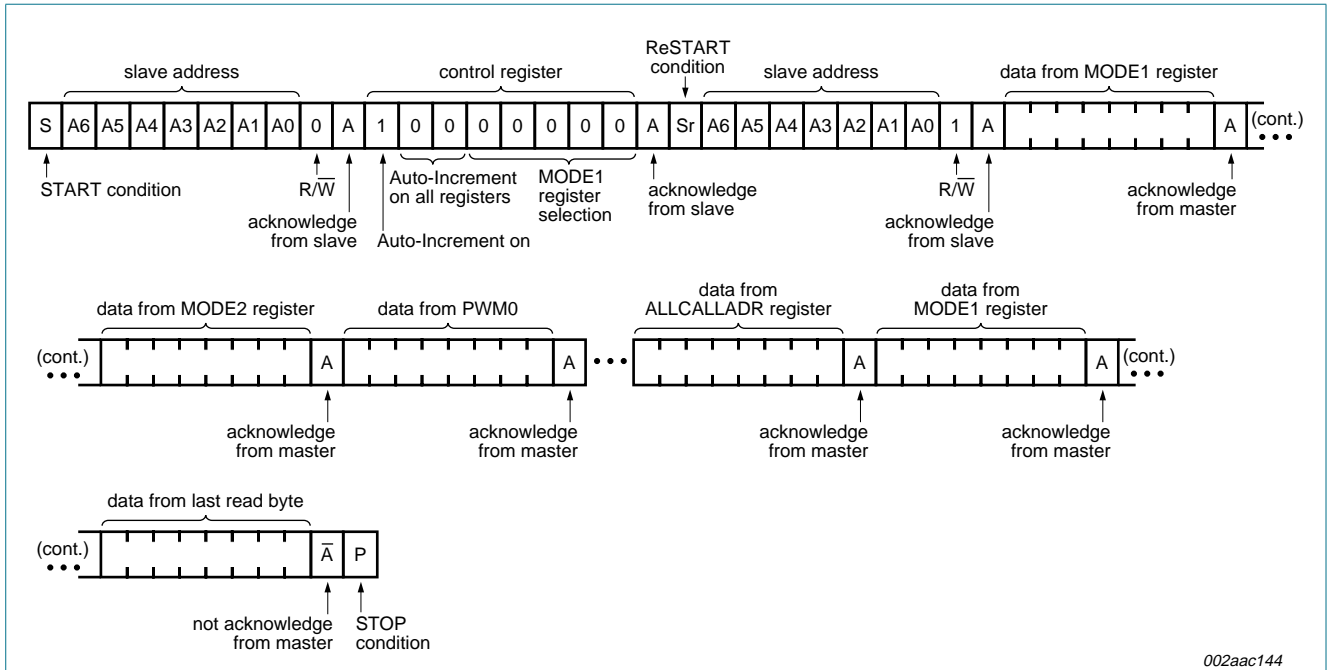 ReSTART
condition
slave address
control register
slave address
data from MODE1 register
S A6 A5 A4 A3 A2 A1 A0 0 A 1 0 0 0 0 0 0 0 A Sr A6 A5 A4 A3 A2 A1 A0 1 A A (cont.)
START condition
R/W̅
acknowledge
from slave
Auto-Increment
on all registers
Auto-Increment on
MODE1
register
selection
acknowledge
from slave
R/W̅
acknowledge
from slave
acknowledge
from master
data from MODE2 register
data from PWM0
data from
ALLCALLADR register
data from
MODE1 register
(cont.) A A A A (cont.)
acknowledge
from master
acknowledge
from master
acknowledge
from master
acknowledge
from master
data from last read byte
(cont.) A̅ P
not acknowledge
from master
STOP
condition
002aac144